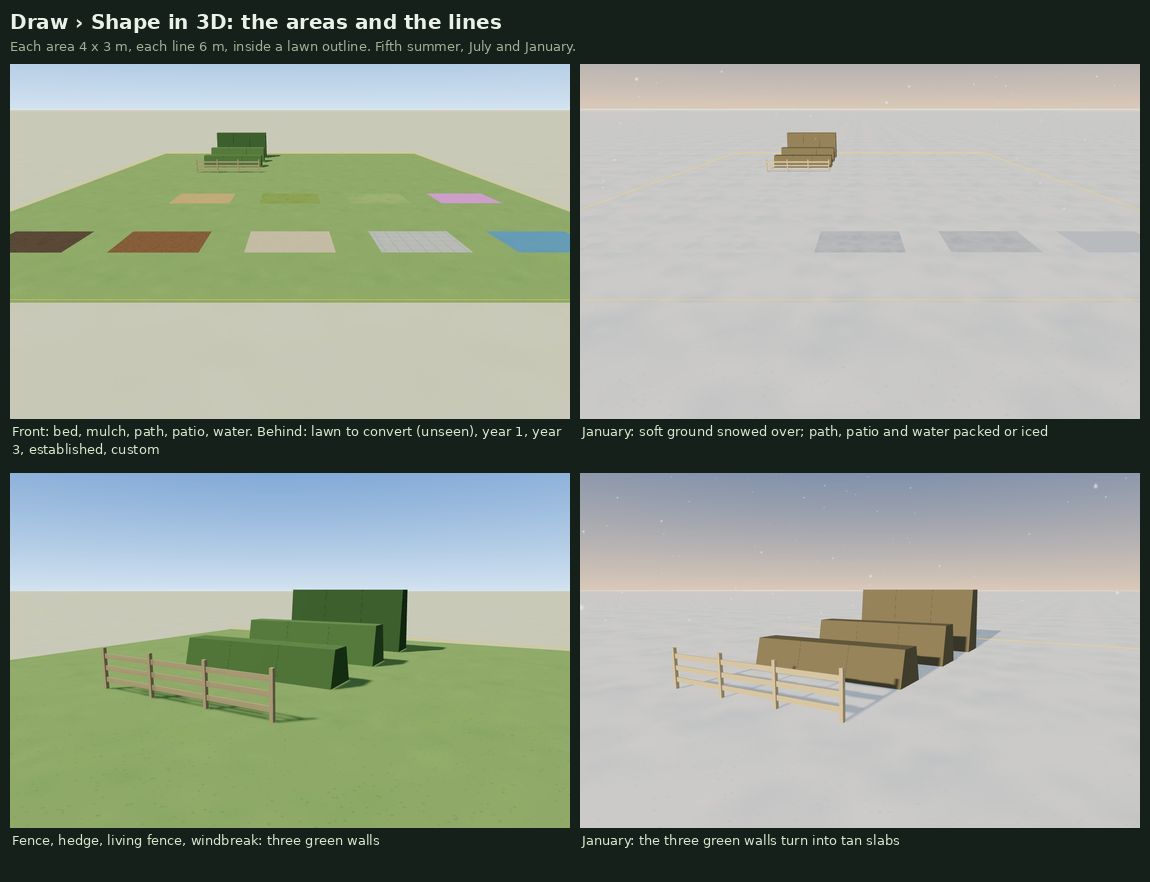 Draw › Shape in 3D: the areas and the lines
Each area 4 x 3 m, each line 6 m, inside a lawn outline. Fifth summer, July and January.
Front: bed, mulch, path, patio, water. Behind: lawn to convert (unseen), year 1, year
3, established, custom
January: soft ground snowed over; path, patio and water packed or iced
Fence, hedge, living fence, windbreak: three green walls
January: the three green walls turn into tan slabs